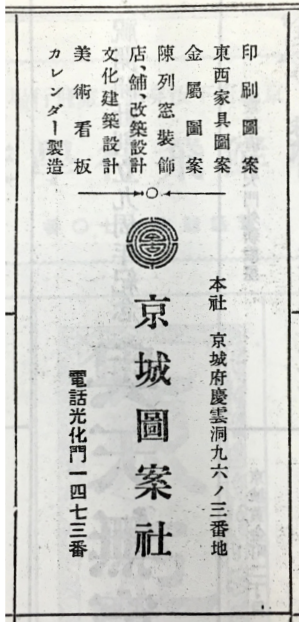 印刷圖案
東西家具圖案
金屬圖案
陳列窓裝飾
店、舖、改築設計
文化建築設計
美術看板
カレンダー製造
本社 京城府慶雲洞九六ノ三番地
京城圖案社
電話光化門一四七三番